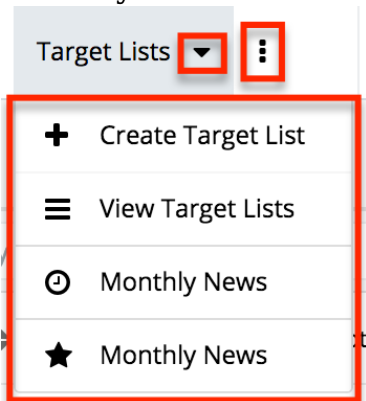 Target Lists
Create Target List
View Target Lists
Monthly News
Monthly News